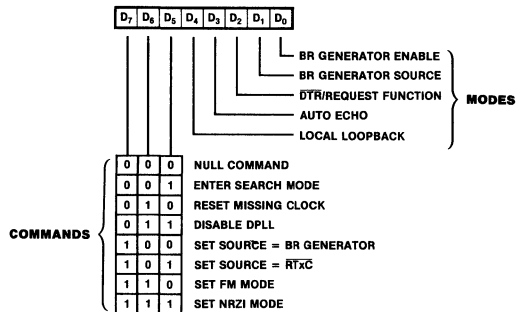 D7 D6 D5 D4 D3 D2 D1 D0
BR GENERATOR ENABLE
BR GENERATOR SOURCE
D̅T̅R̅/REQUEST FUNCTION
AUTO ECHO
LOCAL LOOPBACK
MODES
COMMANDS
0 0 0 NULL COMMAND
0 0 1 ENTER SEARCH MODE
0 1 0 RESET MISSING CLOCK
0 1 1 DISABLE DPLL
1 0 0 SET SOURCE = BR GENERATOR
1 0 1 SET SOURCE = R̅T̅x̅C̅
1 1 0 SET FM MODE
1 1 1 SET NRZI MODE